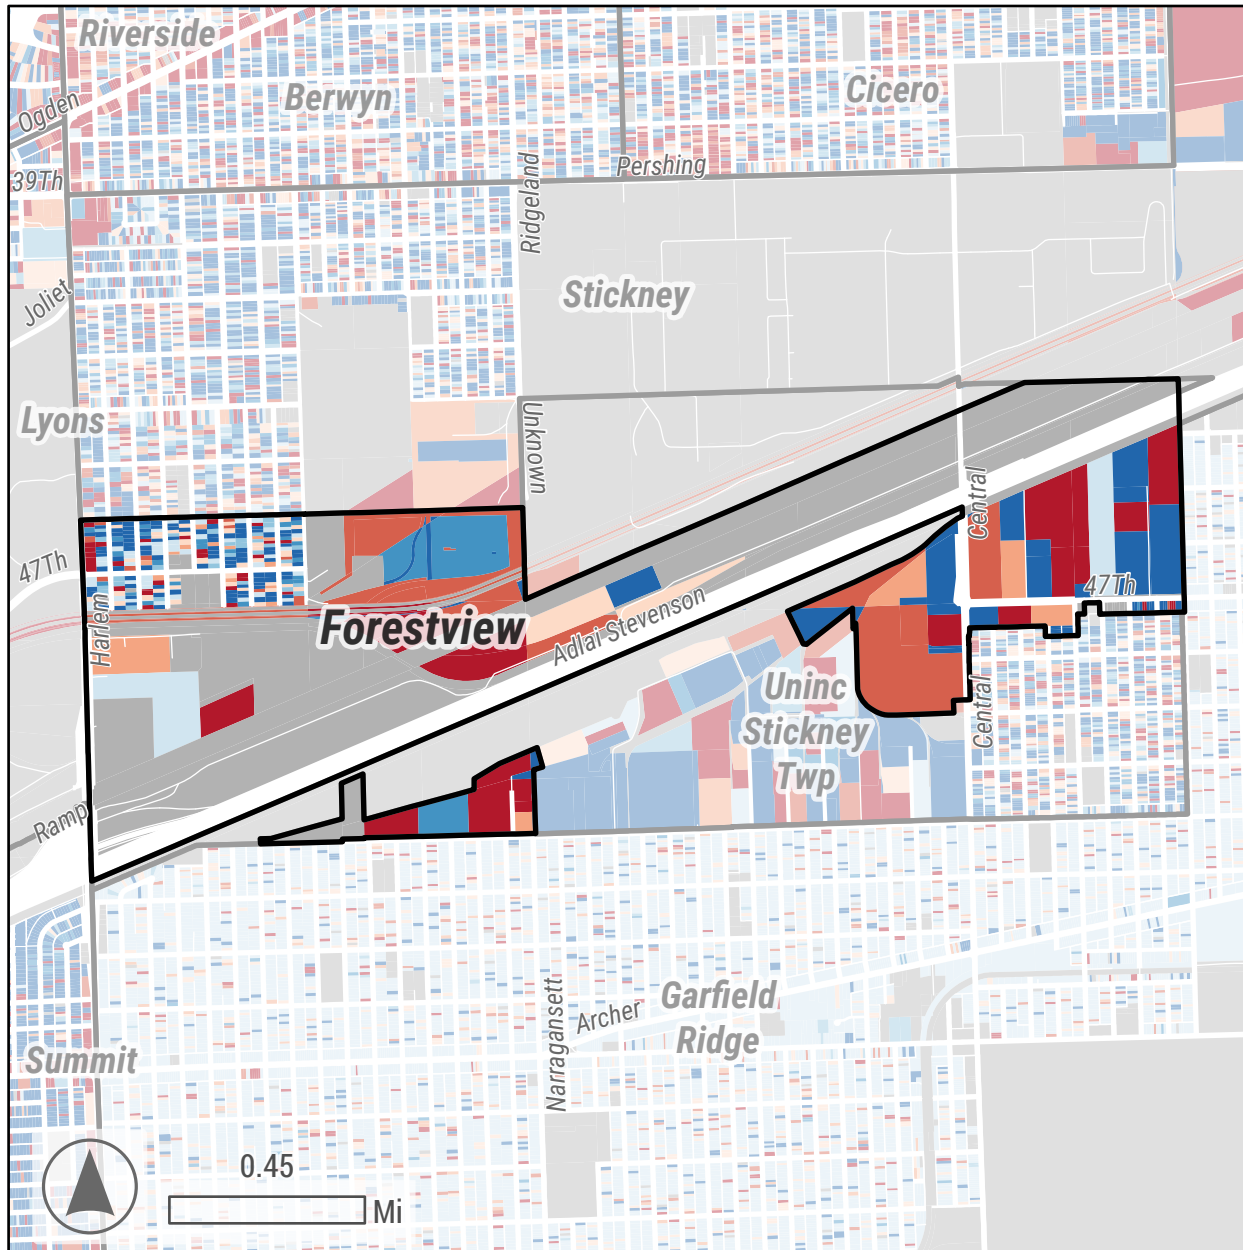 Riverside
Berwyn
Cicero
Ogden
39Th
Pershing
Ridgeland
Stickney
Joliet
Lyons
Unknown
Central
47Th
47Th
Harlem
Forestview
Adlai Stevenson
Uninc
Stickney
Twp
Central
Ramp
Garfield
Ridge
Archer
Narragansett
Summit
0.45
Mi